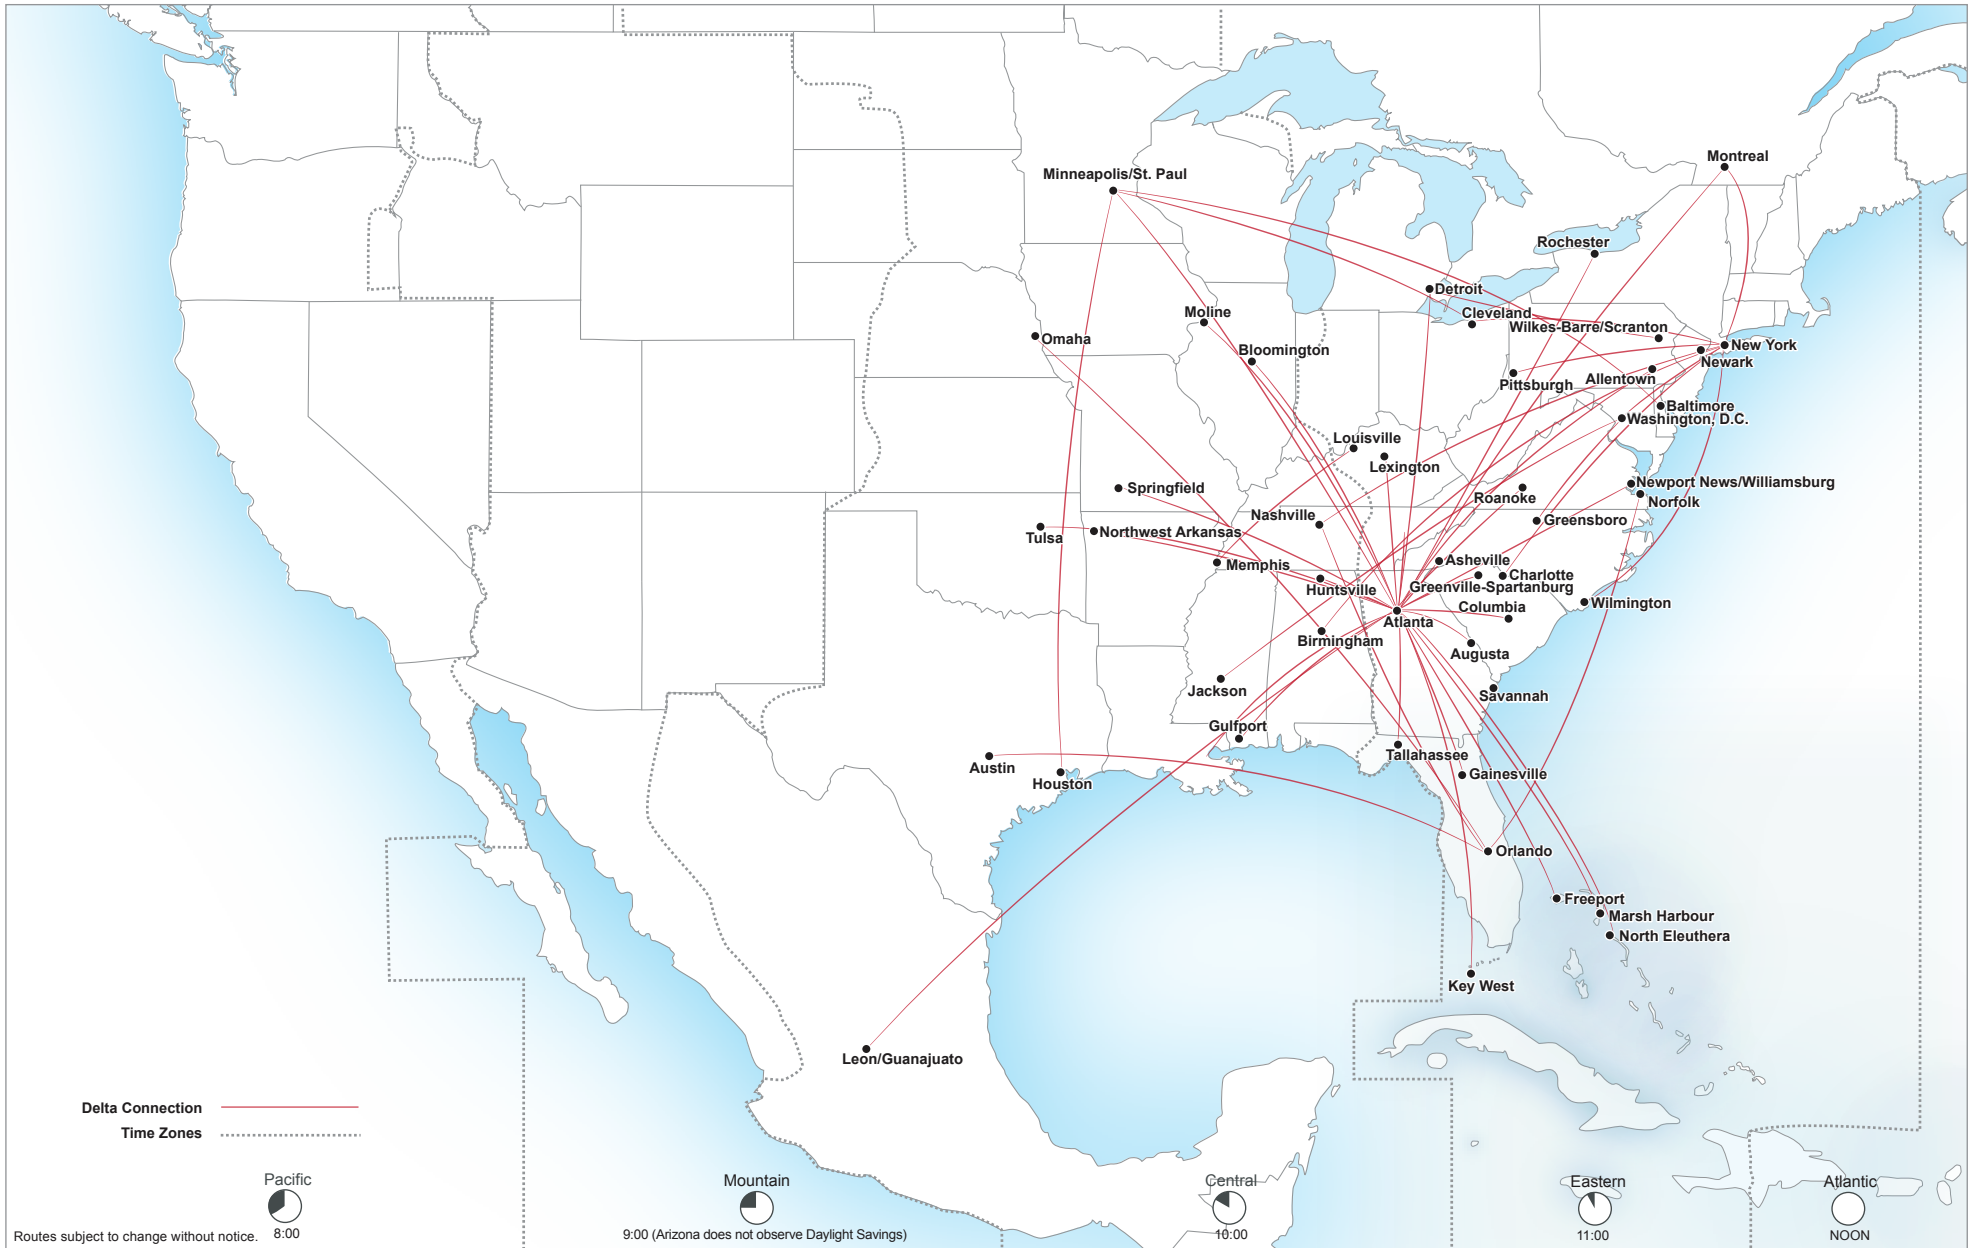 Montreal
Minneapolis/St. Paul
Rochester
Detroit
Moline
Cleveland
Wilkes-Barre/Scranton
Omaha
New York
Bloomington
Newark
Pittsburgh
Allentown
Baltimore
Washington, D.C.
Louisville
Lexington
Springfield
Newport News/Williamsburg
Roanoke
Norfolk
Nashville
Greensboro
Tulsa
Northwest Arkansas
Asheville
Memphis
Charlotte
Huntsville
Greenville-Spartanburg
Columbia
Wilmington
Atlanta
Birmingham
Augusta
Jackson
Savannah
Gulfport
Tallahassee
Austin
Gainesville
Houston
Orlando
Freeport
Marsh Harbour
North Eleuthera
Key West
Leon/Guanajuato
Delta Connection
Time Zones
Pacific
8:00
Mountain
9:00 (Arizona does not observe Daylight Savings)
Central
10:00
Eastern
11:00
Atlantic
NOON
Routes subject to change without notice.